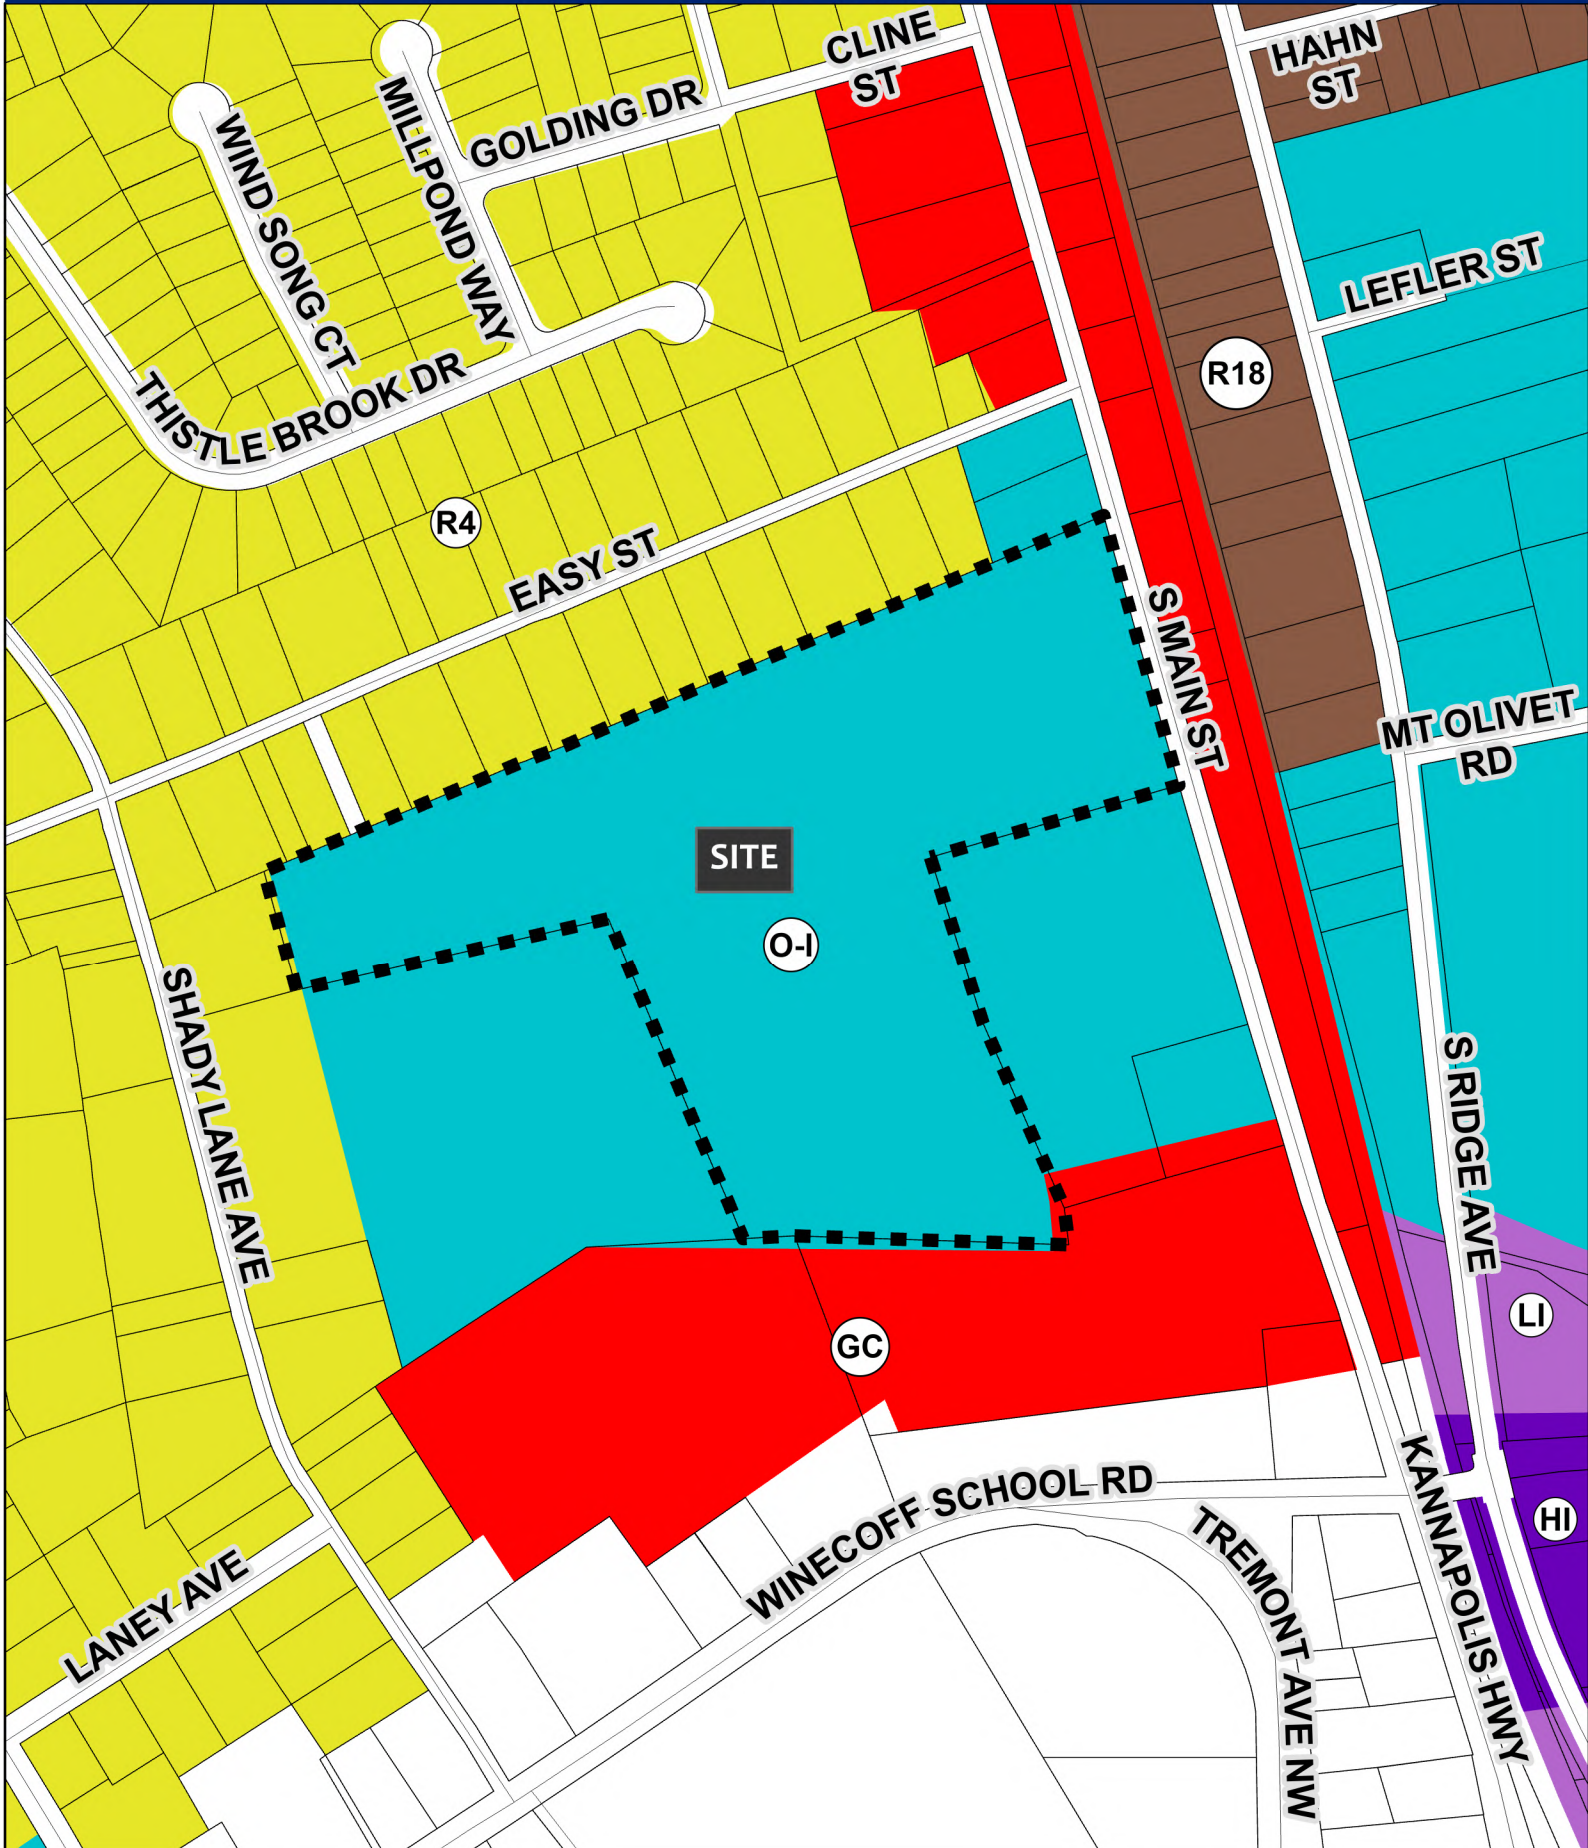 CLINE
ST
HAHN
ST
MILLPOND WAY
GOLDING DR
WIND SONG CT
LEFLER ST
R18
THISTLE BROOK DR
R4
EASY ST
S MAIN ST
MT OLIVET
RD
SITE
O-I
SHADY LANE AVE
S RIDGE AVE
LI
GC
KANNAPOLIS HWY
WINECOFF SCHOOL RD
HI
TREMONT AVE NW
LANEY AVE